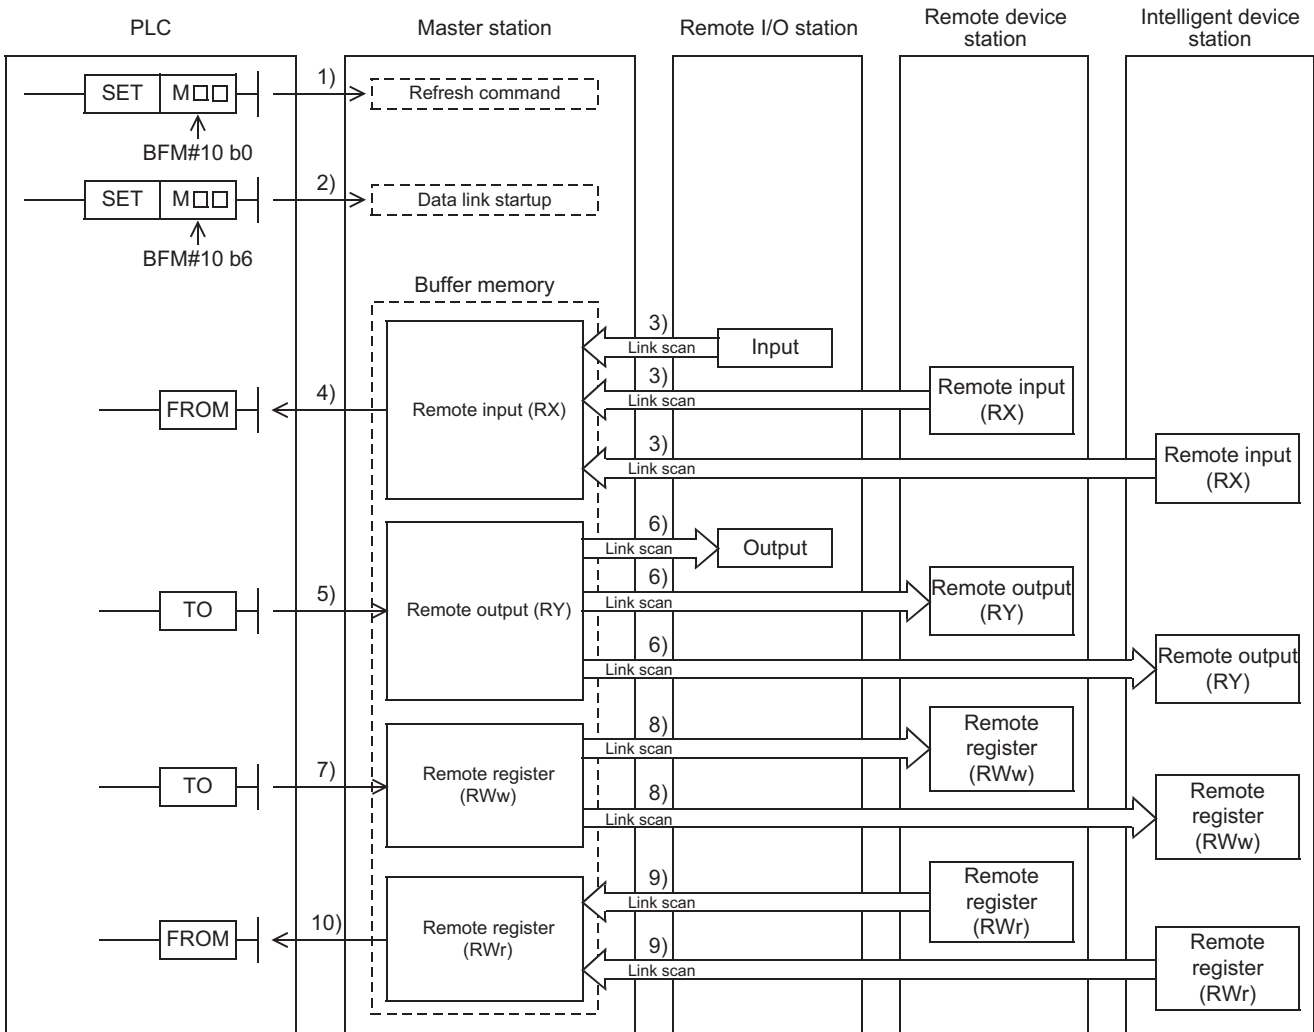 PLC
Master station
Remote I/O station
Remote device
station
Intelligent device
station
SET M□□
1)
Refresh command
BFM#10 b0
SET M□□
2)
Data link startup
BFM#10 b6
Buffer memory
3)
Link scan
Input
3)
Link scan
Remote input
(RX)
FROM
4)
Remote input (RX)
3)
Link scan
Remote input
(RX)
6)
Link scan
Output
6)
Link scan
Remote output
(RY)
TO
5)
Remote output (RY)
6)
Link scan
Remote output
(RY)
8)
Link scan
Remote
register
(RWw)
TO
7)
Remote register
(RWw)
8)
Link scan
Remote
register
(RWw)
9)
Link scan
Remote
register
(RWr)
FROM
10)
Remote register
(RWr)
9)
Link scan
Remote
register
(RWr)